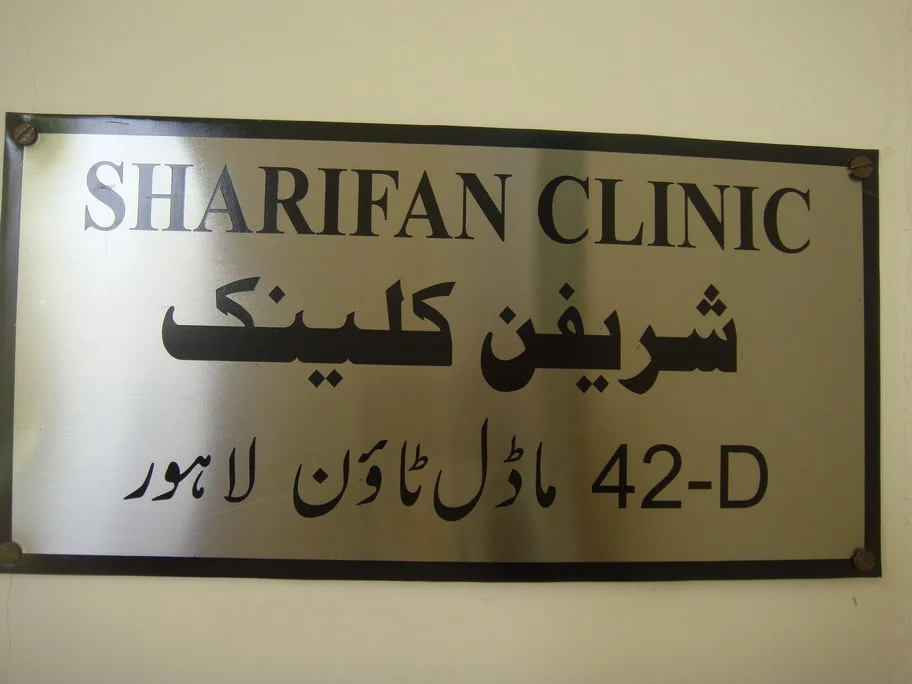 SHARIFAN CLINIC
شریفن کلینک
42-D ماڈل ٹاؤن لاہور